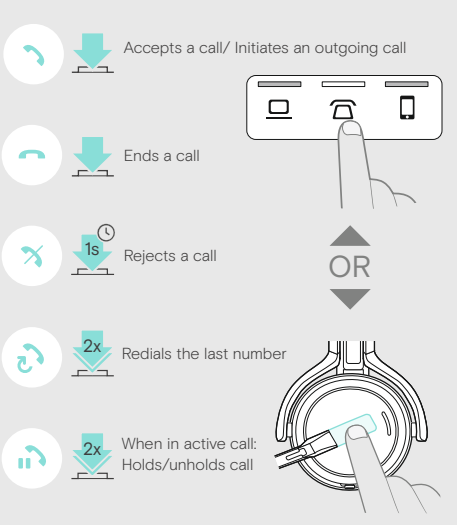 Accepts a call/ Initiates an outgoing call
Ends a call
1s
Rejects a call
OR
2x
Redials the last number
2x
When in active call:
Holds/unholds call